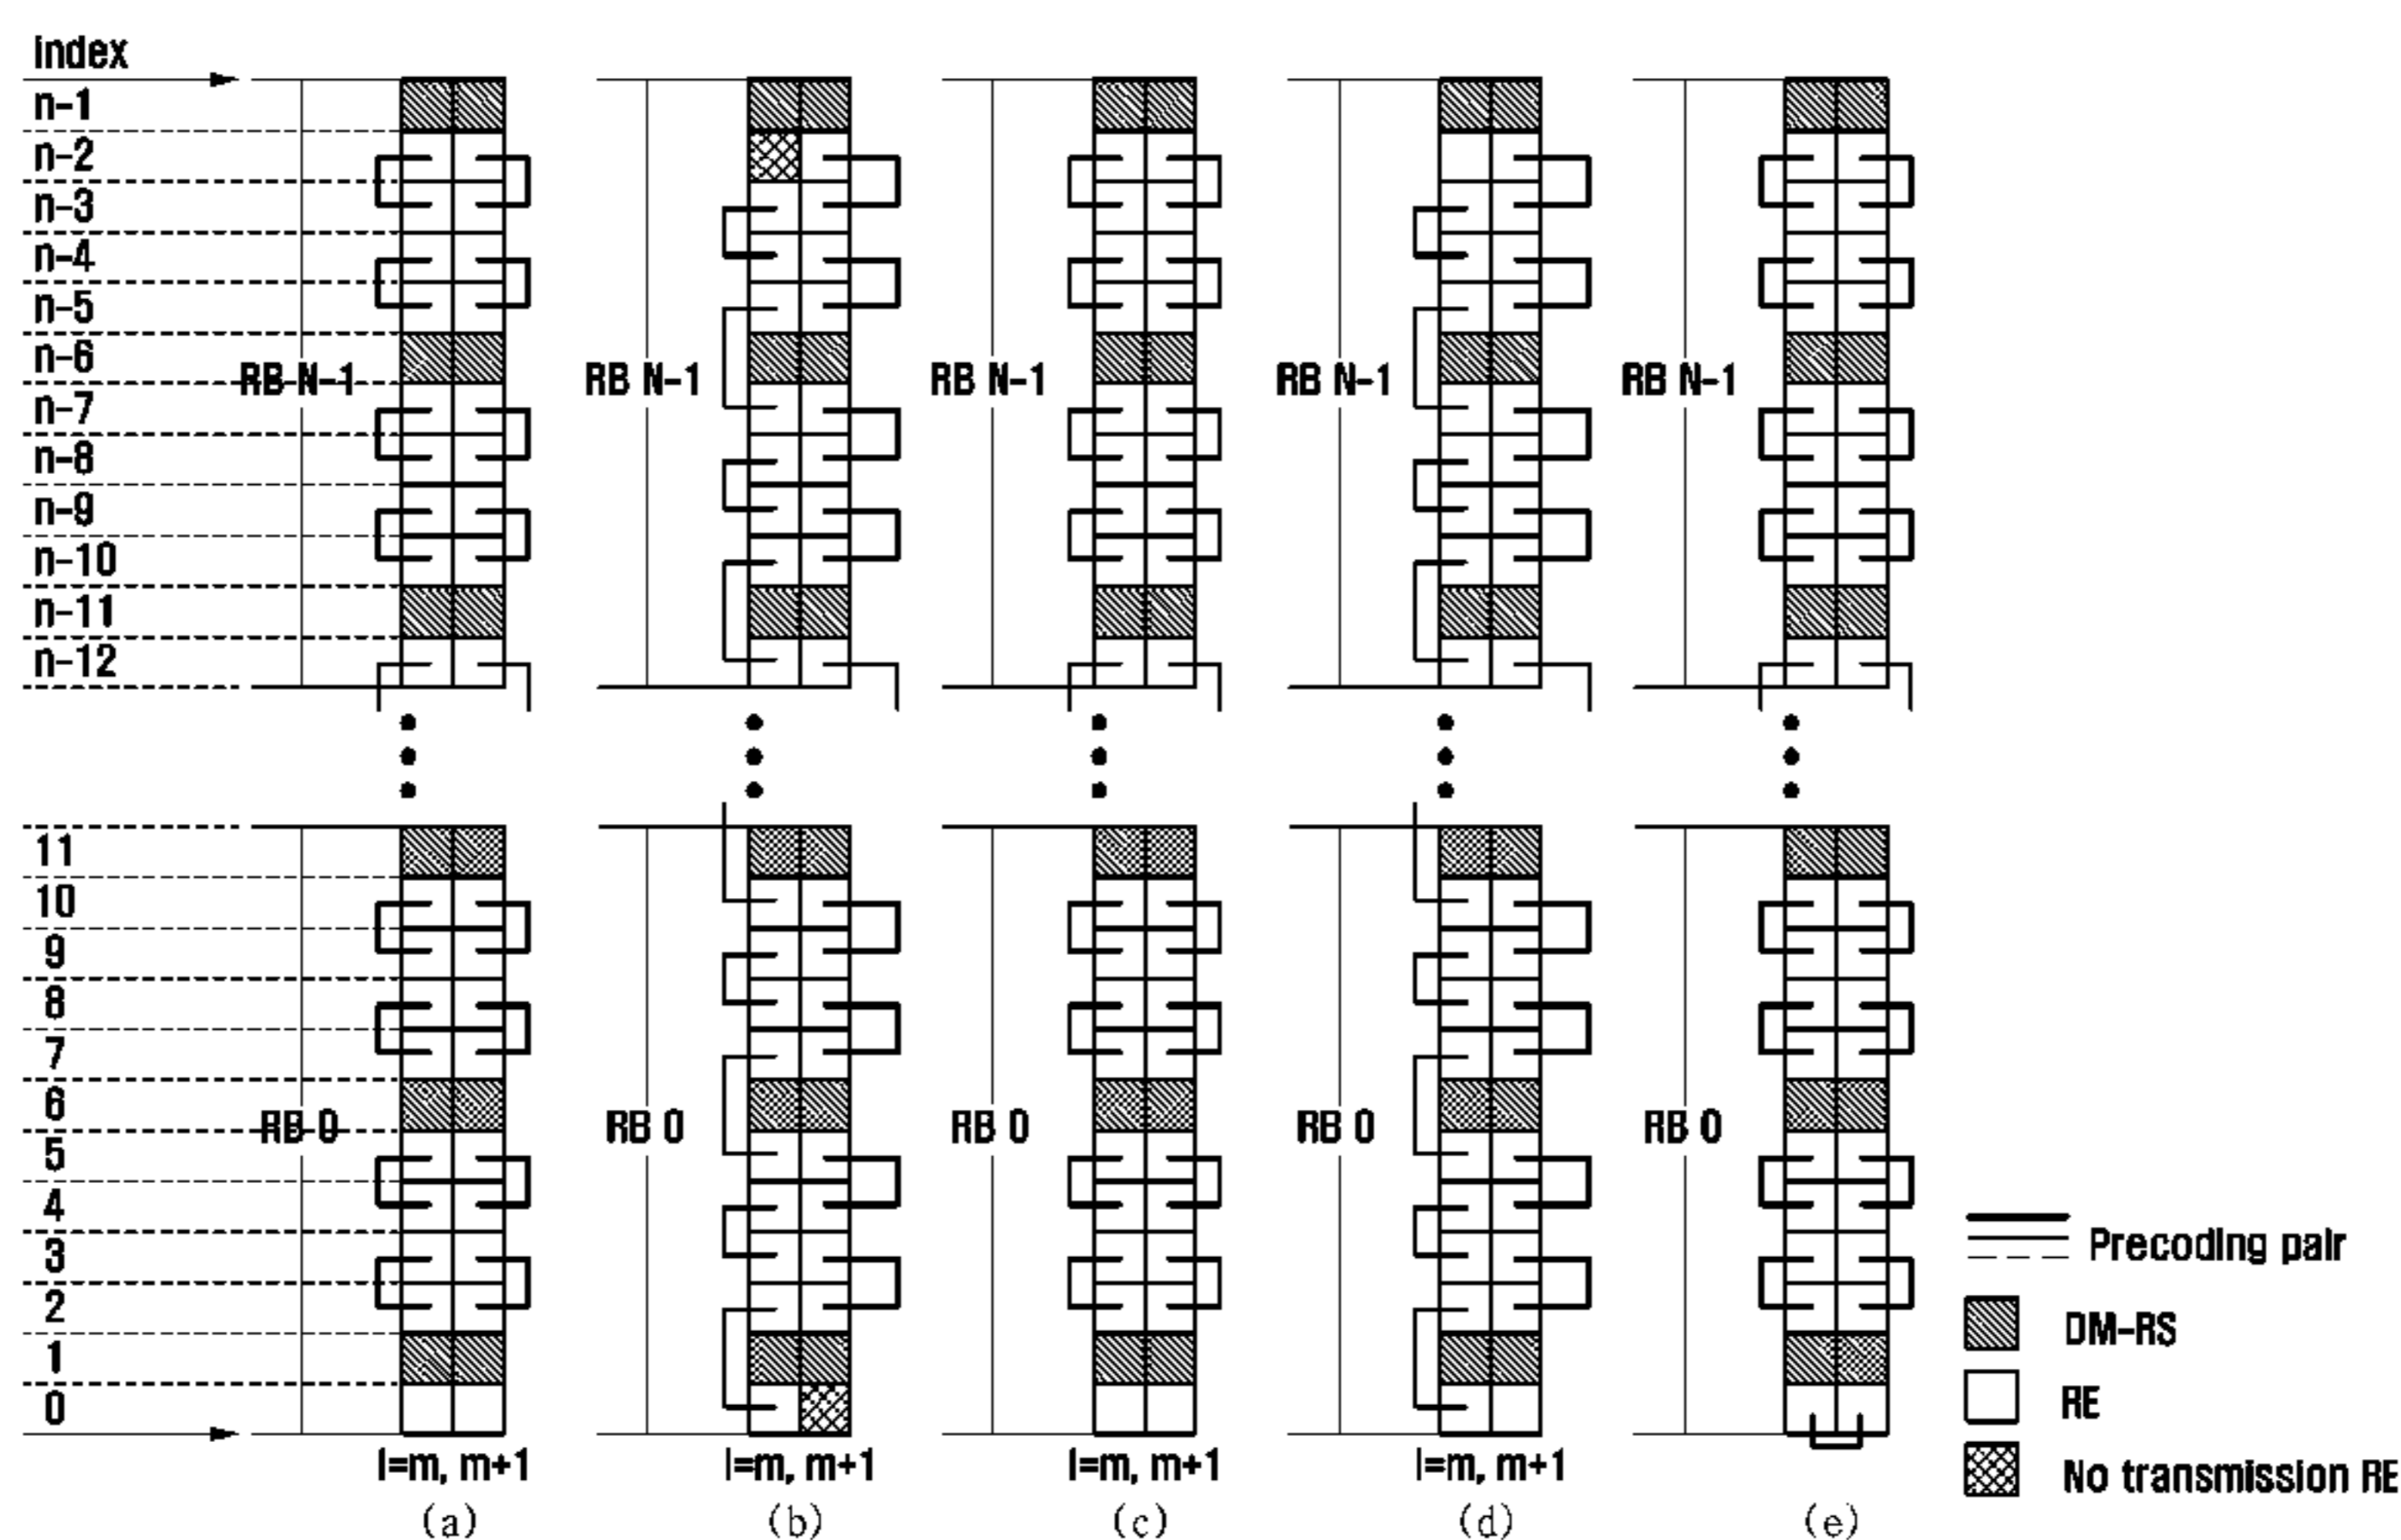 index
n-1
n-2
n-3
n-4
n-5
n-6
RB N-1 RB N-1 RB N-1 RB N-1 RB N-1
n-7
n-8
n-9
n-10
n-11
n-12
11
10
9
8
7
6
RB 0 RB 0 RB 0 RB 0 RB 0
5
4
3
2
1
0
Precoding pair
DM-RS
RE
No transmission RE
l=m, m+1 l=m, m+1 l=m, m+1 l=m, m+1
(a) (b) (c) (d) (e)